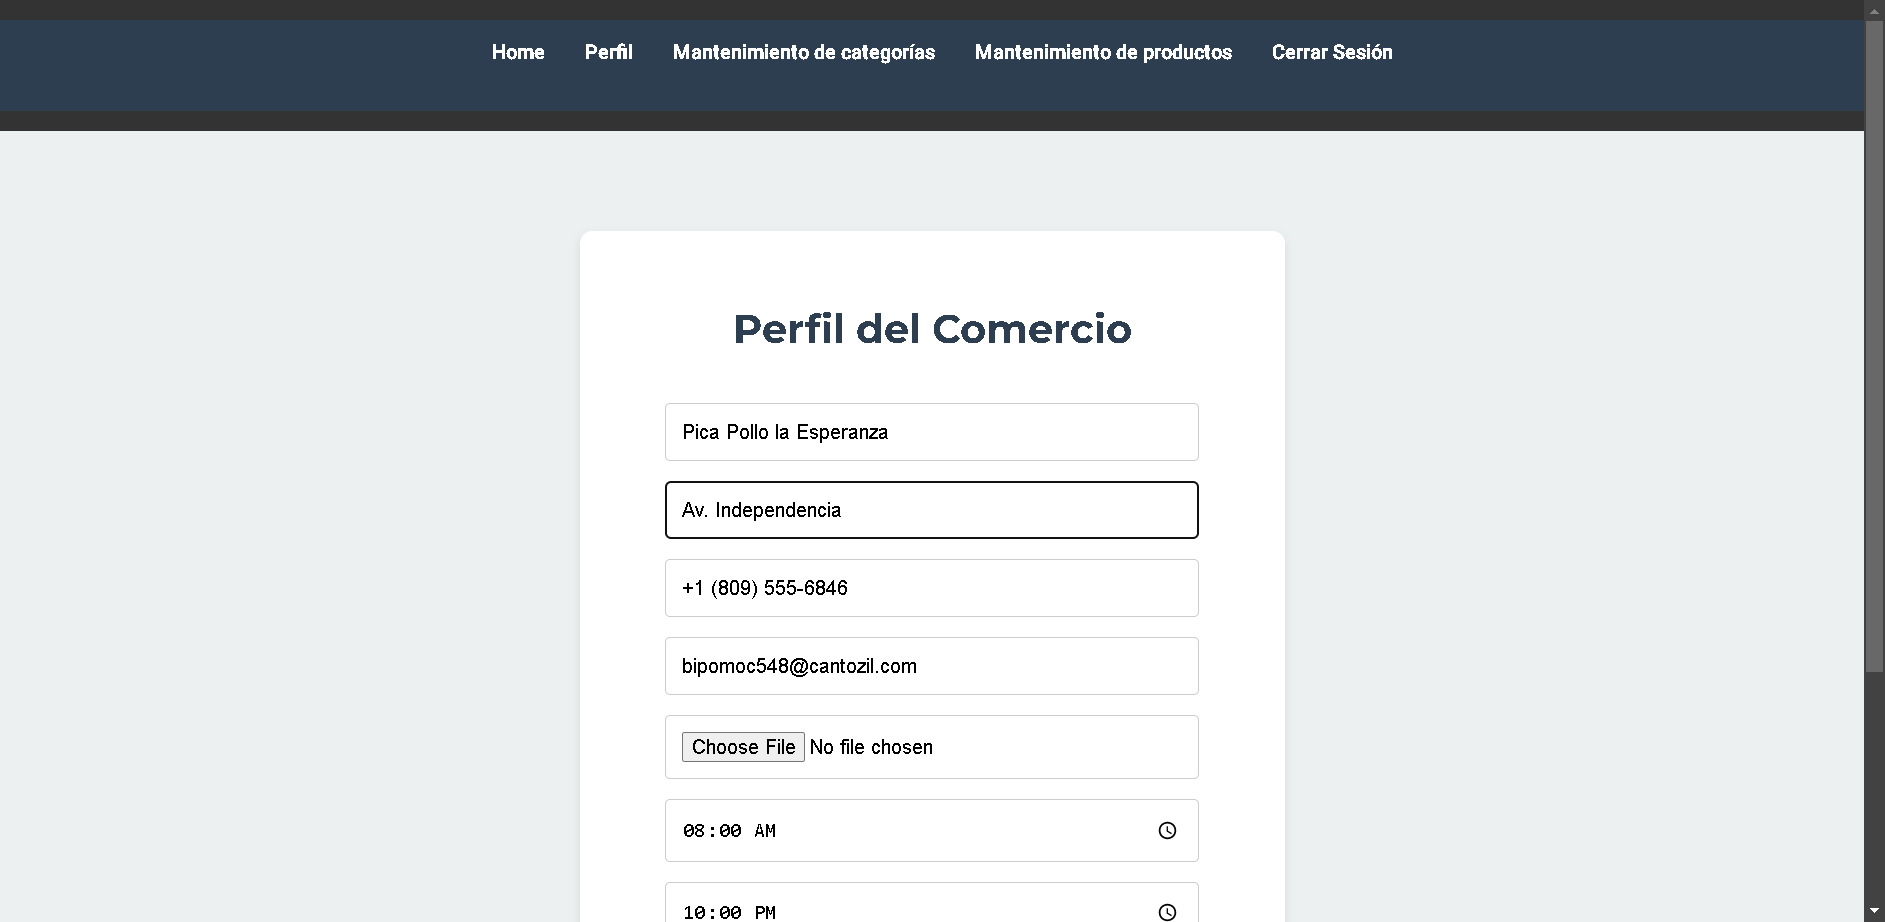 Home Perfil Mantenimiento de categorías Mantenimiento de productos Cerrar Sesión
Perfil del Comercio
Pica Pollo la Esperanza
Av. Independencia
+1 (809) 555-6846
bipomoc548@cantozil.com
Choose File No file chosen
08:00 AM
10:00 PM